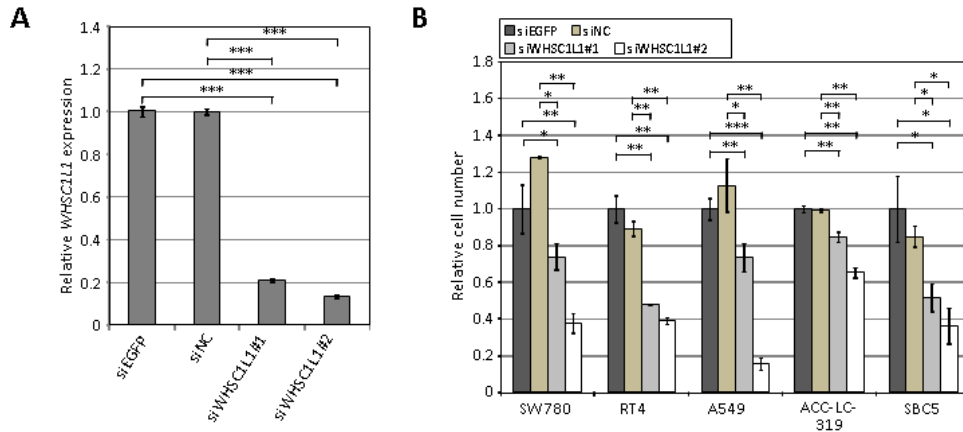 A
Relative WHSC1L1 expression
1.4
1.2
1.0
0.8
0.6
0.4
0.2
0
***
***
***
***
siEGFP
siNC
siWHSC1L1#1
siWHSC1L1#2
B
siEGFP siNC
siWHSC1L1#1 siWHSC1L1#2
Relative cell number
1.8
1.6
1.4
1.2
1.0
0.8
0.6
0.4
0.2
0
**
*
**
*
**
**
**
**
**
*
***
**
**
**
**
**
*
*
*
*
SW780
RT4
A549
ACC-LC-
319
SBC5